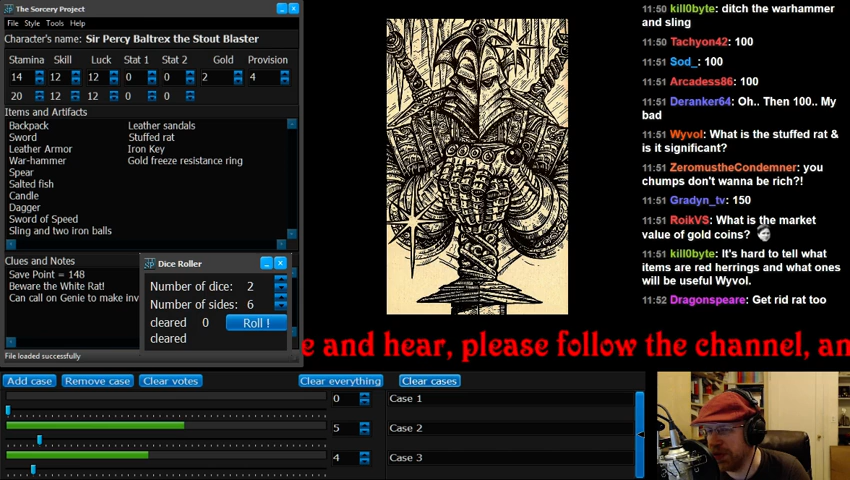 The Sorcery Project
File Style Tools Help
Character's name: Sir Percy Baltrex the Stout Blaster
Stamina Skill Luck Stat 1 Stat 2 Gold Provision
14 12 12 0 0 2 4
20 12 12 0 0
Items and Artifacts
Backpack Leather sandals
Sword Stuffed rat
Leather Armor Iron Key
War-hammer Gold freeze resistance ring
Spear
Salted fish
Candle
Dagger
Sword of Speed
Sling and two iron balls
Clues and Notes
Save Point = 148
Beware the White Rat!
Can call on Genie to make inv
File loaded successfully
Dice Roller
Number of dice: 2
Number of sides: 6
cleared 0 Roll !
cleared
11:50 kill0byte: ditch the warhammer
and sling
11:50 Tachyon42: 100
11:51 Sod_: 100
11:51 Arcadess86: 100
11:51 Deranker64: Oh.. Then 100.. My
bad
11:51 Wyvol: What is the stuffed rat &
is it significant?
11:51 ZeromustheCondemner: you
chumps don't wanna be rich?!
11:51 Gradyn_tv: 150
11:51 RoikVS: What is the market
value of gold coins?
11:51 kill0byte: It's hard to tell what
items are red herrings and what ones
will be useful Wyvol.
11:52 Dragonspeare: Get rid rat too
e and hear, please follow the channel, an
Add case Remove case Clear votes Clear everything Clear cases
0 Case 1
5 Case 2
4 Case 3